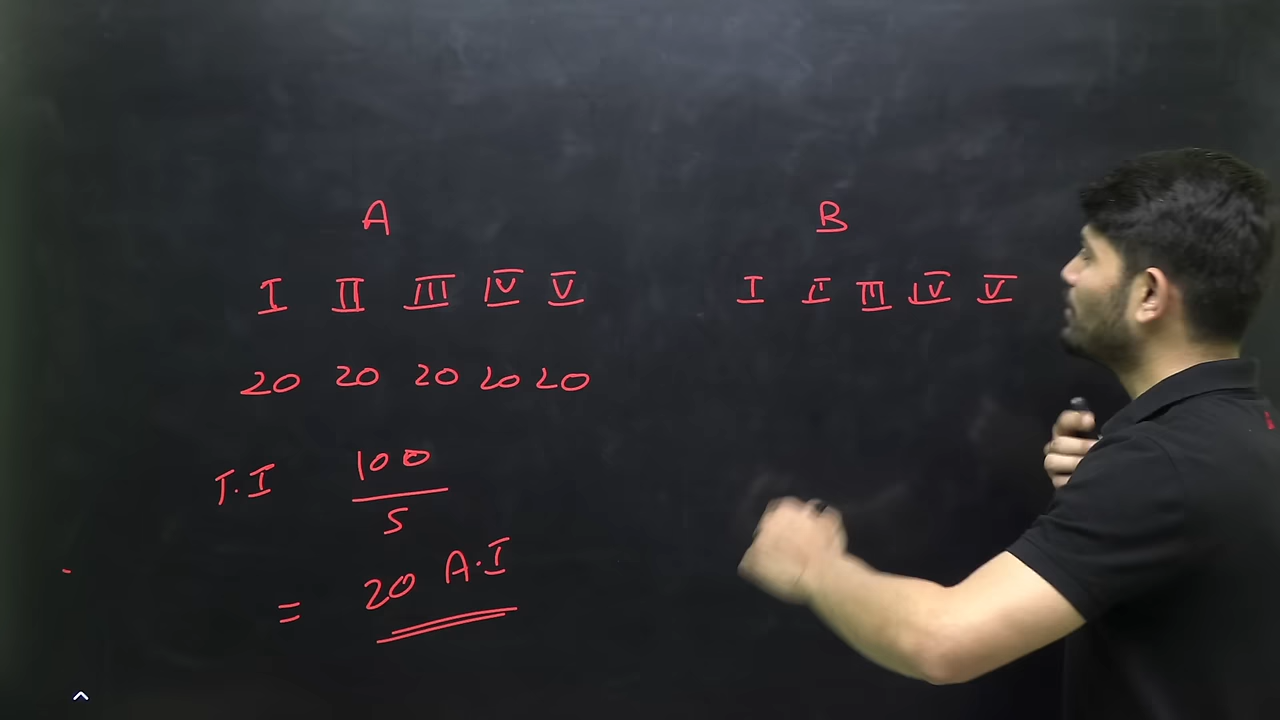 A
B
I II III IV V
I II III IV V
20 20 20 20 20
T.I 100
5
= 20 A.I